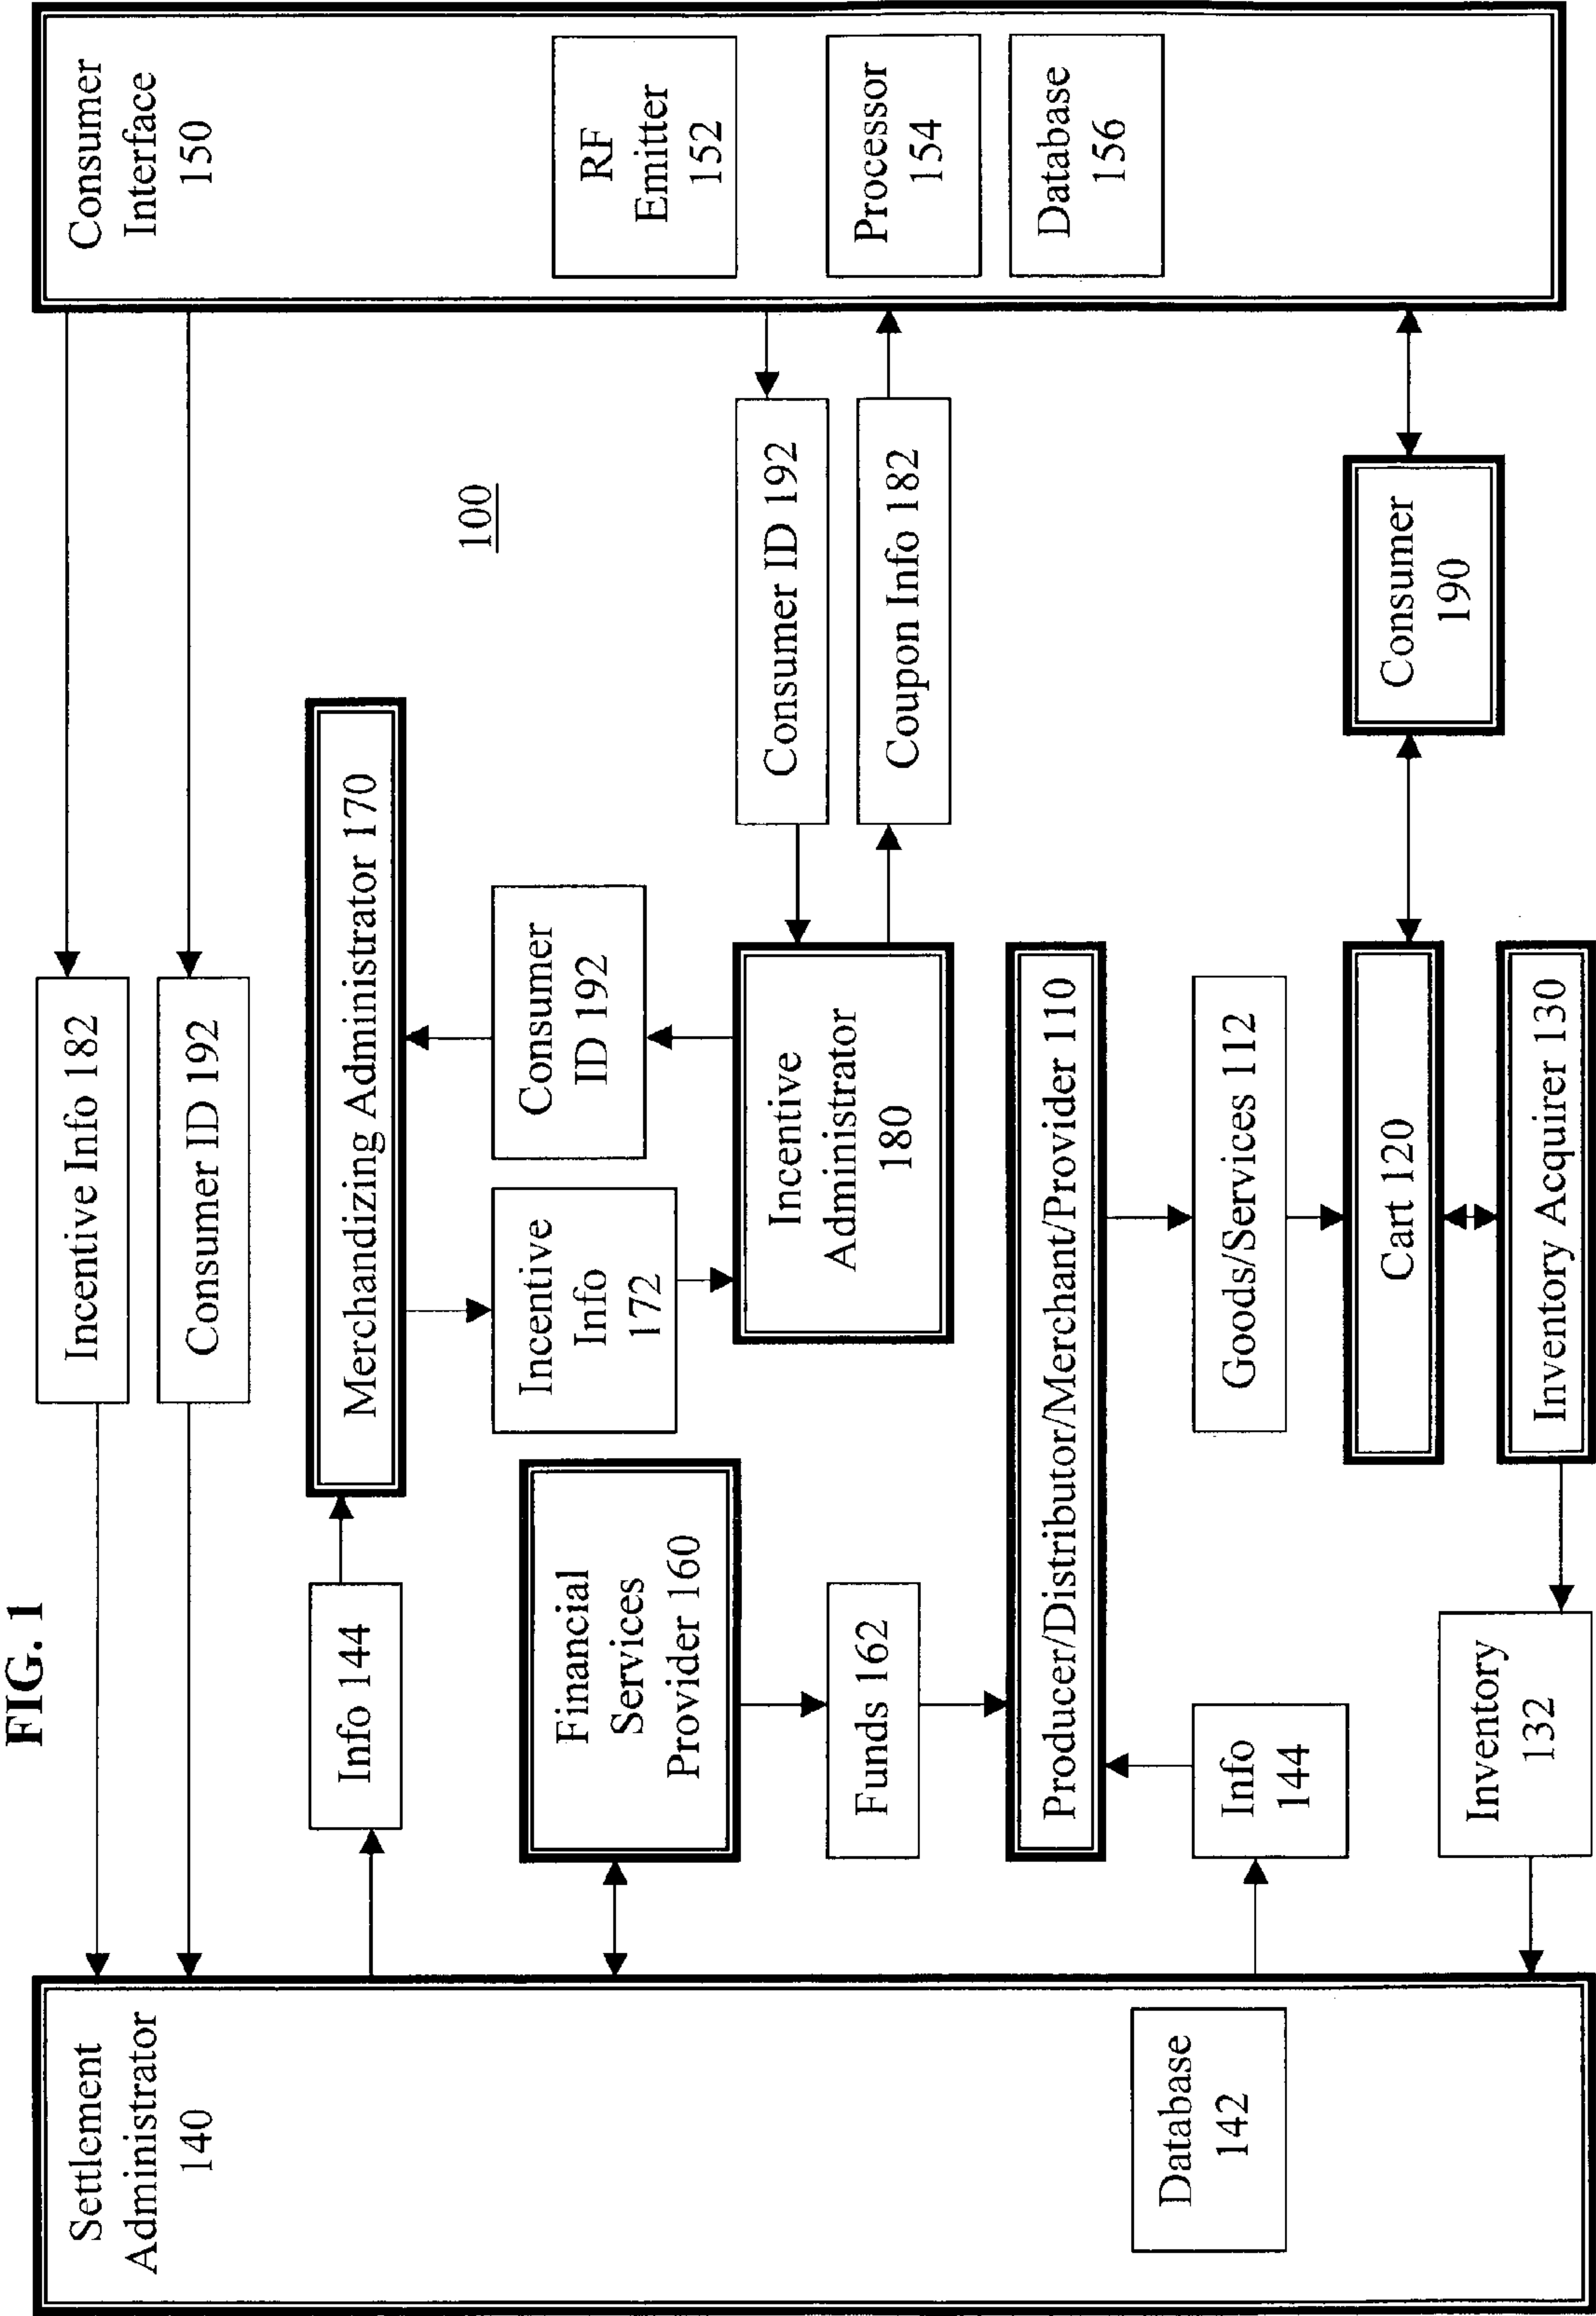 FIG. 1
Settlement
Administrator
140
Database
142
Incentive Info 182
Consumer ID 192
Info 144
Merchandizing Administrator 170
Financial
Services
Provider 160
Incentive
Info
172
Consumer
ID 192
100
Funds 162
Incentive
Administrator
180
Consumer ID 192
Coupon Info 182
Producer/Distributor/Merchant/Provider 110
Info
144
Goods/Services 112
Cart 120
Consumer
190
Inventory
132
Inventory Acquirer 130
Consumer
Interface
150
RF
Emitter
152
Processor
154
Database
156